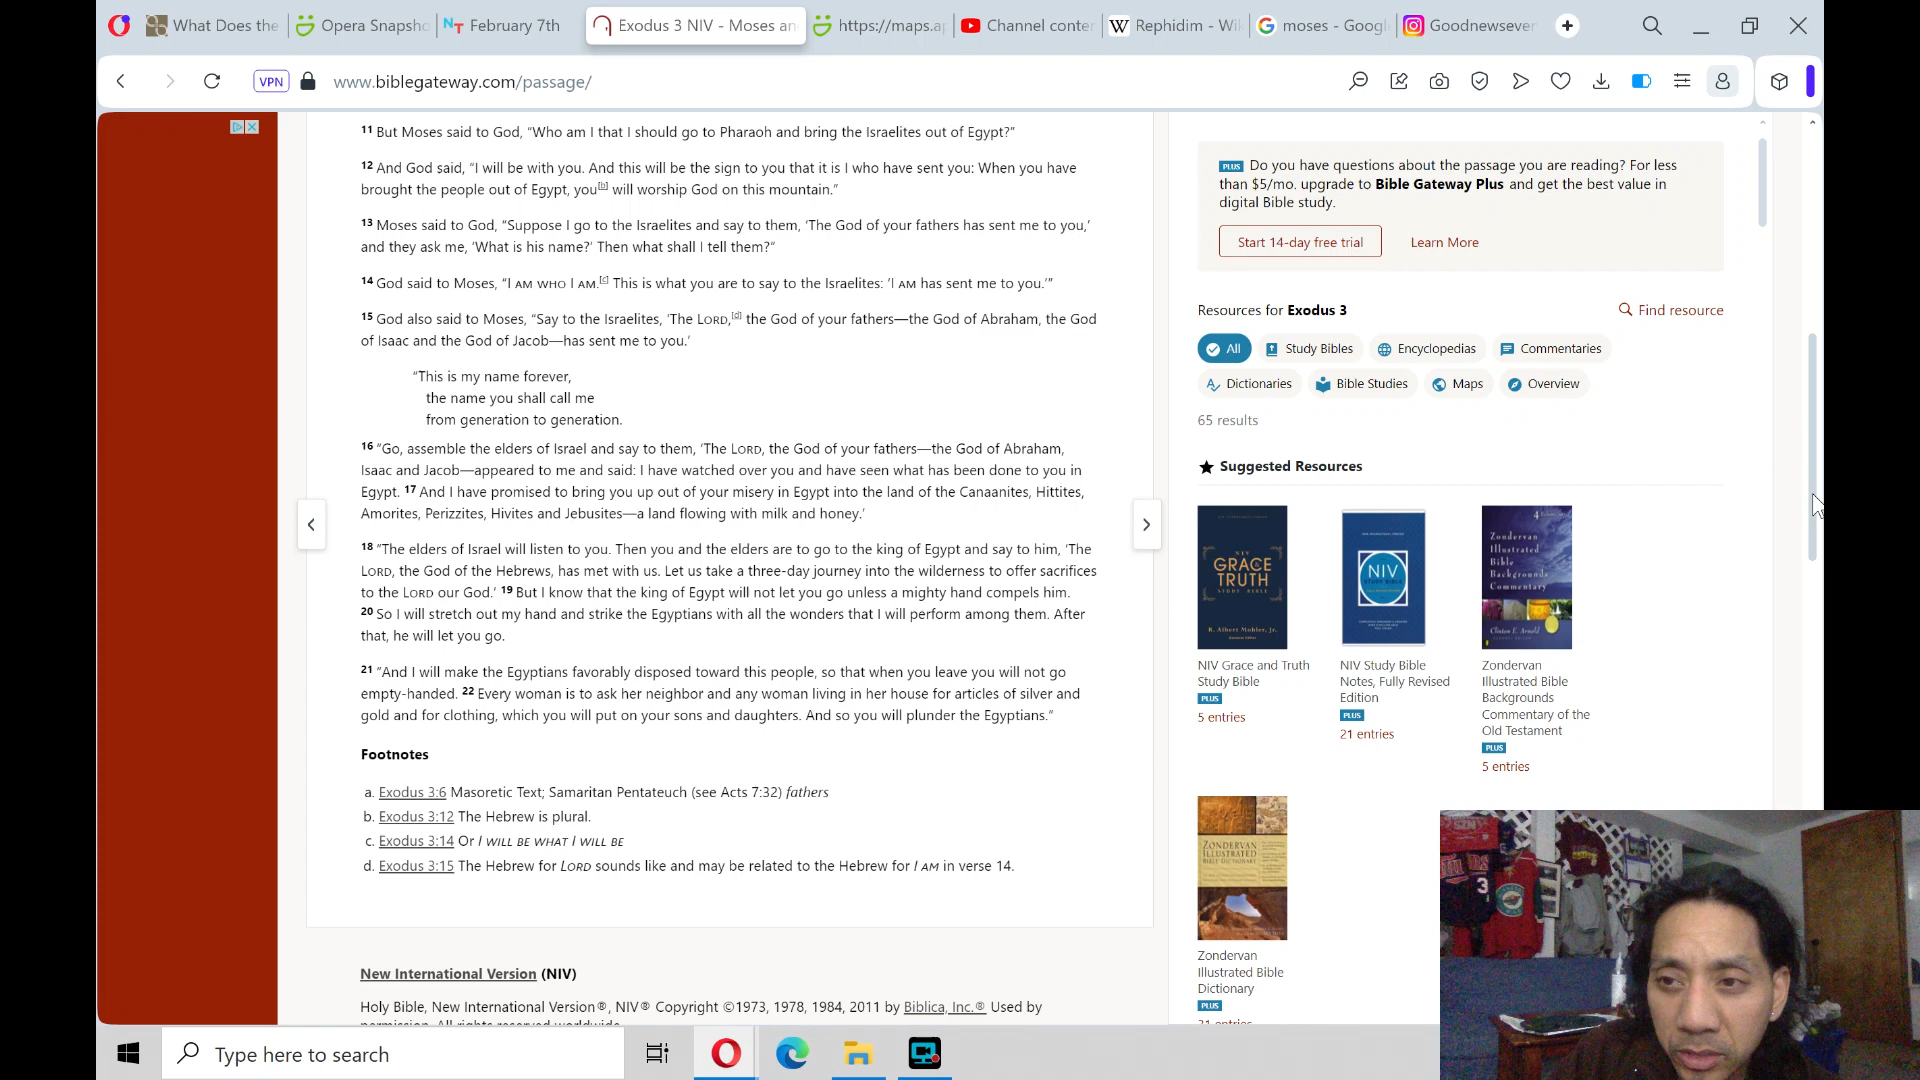 What Does the
Opera Snapsho
February 7th
Exodus 3 NIV - Moses an
https://maps.ap
Channel conten
Rephidim - Wik
moses - Google
Goodnewsever
VPN
www.biblegateway.com/passage/
11 But Moses said to God, “Who am I that I should go to Pharaoh and bring the Israelites out of Egypt?”
12 And God said, “I will be with you. And this will be the sign to you that it is I who have sent you: When you have
brought the people out of Egypt, you[b] will worship God on this mountain.”
13 Moses said to God, “Suppose I go to the Israelites and say to them, ‘The God of your fathers has sent me to you,’
and they ask me, ‘What is his name?’ Then what shall I tell them?”
14 God said to Moses, “I AM WHO I AM.[c] This is what you are to say to the Israelites: ‘I AM has sent me to you.’”
15 God also said to Moses, “Say to the Israelites, ‘The LORD,[d] the God of your fathers—the God of Abraham, the God
of Isaac and the God of Jacob—has sent me to you.’
“This is my name forever,
the name you shall call me
from generation to generation.
16 “Go, assemble the elders of Israel and say to them, ‘The LORD, the God of your fathers—the God of Abraham,
Isaac and Jacob—appeared to me and said: I have watched over you and have seen what has been done to you in
Egypt. 17 And I have promised to bring you up out of your misery in Egypt into the land of the Canaanites, Hittites,
Amorites, Perizzites, Hivites and Jebusites—a land flowing with milk and honey.’
18 “The elders of Israel will listen to you. Then you and the elders are to go to the king of Egypt and say to him, ‘The
LORD, the God of the Hebrews, has met with us. Let us take a three-day journey into the wilderness to offer sacrifices
to the LORD our God.’ 19 But I know that the king of Egypt will not let you go unless a mighty hand compels him.
20 So I will stretch out my hand and strike the Egyptians with all the wonders that I will perform among them. After
that, he will let you go.
21 “And I will make the Egyptians favorably disposed toward this people, so that when you leave you will not go
empty-handed. 22 Every woman is to ask her neighbor and any woman living in her house for articles of silver and
gold and for clothing, which you will put on your sons and daughters. And so you will plunder the Egyptians.”
Footnotes
a. Exodus 3:6 Masoretic Text; Samaritan Pentateuch (see Acts 7:32) fathers
b. Exodus 3:12 The Hebrew is plural.
c. Exodus 3:14 Or I WILL BE WHAT I WILL BE
d. Exodus 3:15 The Hebrew for LORD sounds like and may be related to the Hebrew for I AM in verse 14.
New International Version (NIV)
Holy Bible, New International Version®, NIV® Copyright ©1973, 1978, 1984, 2011 by Biblica, Inc.® Used by
permission. All rights reserved worldwide.
PLUS Do you have questions about the passage you are reading? For less
than $5/mo. upgrade to Bible Gateway Plus and get the best value in
digital Bible study.
Start 14-day free trial
Learn More
Resources for Exodus 3
Find resource
All
Study Bibles
Encyclopedias
Commentaries
Dictionaries
Bible Studies
Maps
Overview
65 results
Suggested Resources
NIV
GRACE
TRUTH
STUDY BIBLE
R. Albert Mohler, Jr.
NIV
STUDY BIBLE
Zondervan
Illustrated
Bible
Backgrounds
Commentary
Clinton E. Arnold
NIV Grace and Truth
Study Bible
PLUS
5 entries
NIV Study Bible
Notes, Fully Revised
Edition
PLUS
21 entries
Zondervan
Illustrated Bible
Backgrounds
Commentary of the
Old Testament
PLUS
5 entries
ZONDERVAN
ILLUSTRATED
BIBLE
DICTIONARY
Zondervan
Illustrated Bible
Dictionary
PLUS
21 entries
Type here to search